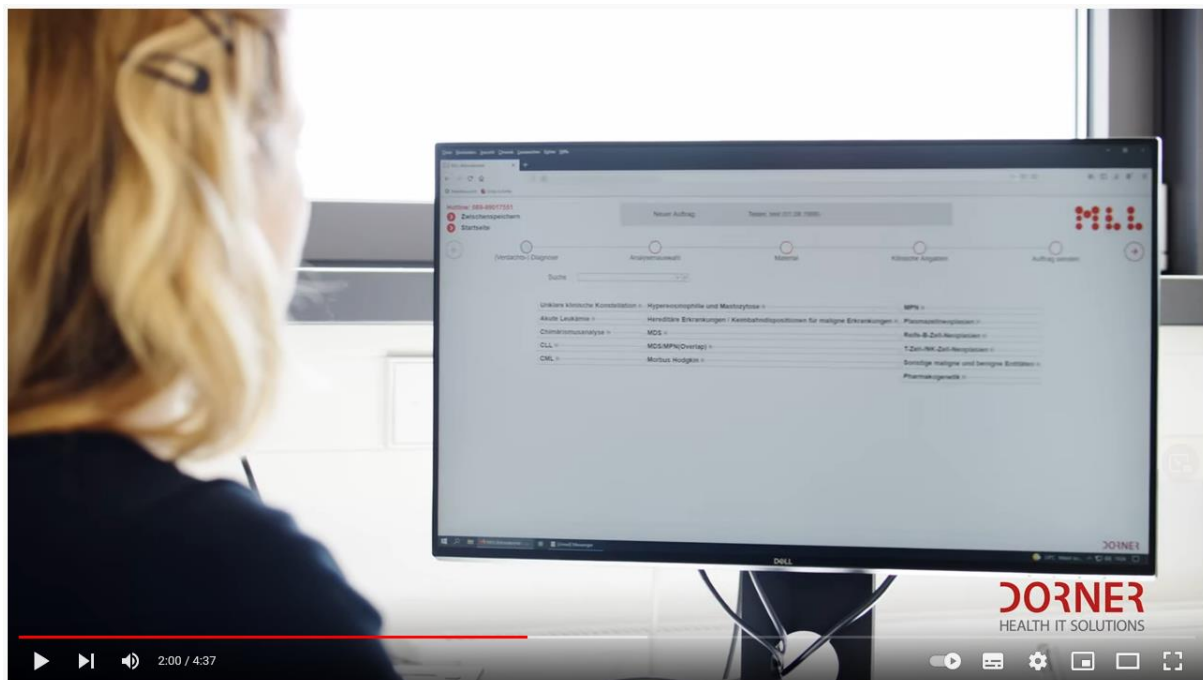 Hotline: 089-99017251
Zwischenspeichern
Startseite
Neuer Auftrag
MLL
(Verdachts-) Diagnose
Analysenauswahl
Material
Klinische Angaben
Auftrag senden
Suche
Unklare klinische Konstellation
Akute Leukämie
Chimärismusanalyse
CLL
CML
Hypereosinophilie und Mastozytose
Hereditäre Erkrankungen / Keimbahndispositionen für maligne Erkrankungen
MDS
MDS/MPN(Overlap)
Morbus Hodgkin
MPN
Plasmazellneoplasien
Reife-B-Zell-Neoplasien
T-Zell-/NK-Zell-Neoplasien
Sonstige maligne und benigne Entitäten
Pharmakogenetik
DORNER
DELL
DORNER
HEALTH IT SOLUTIONS
2:00 / 4:37